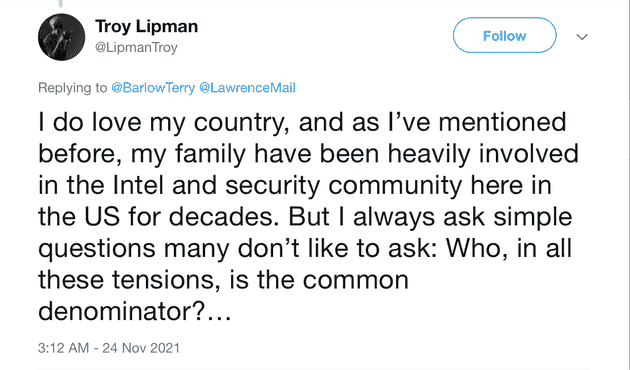 Troy Lipman
@LipmanTroy
Follow
Replying to @BarlowTerry @LawrenceMail
I do love my country, and as I’ve mentioned
before, my family have been heavily involved
in the Intel and security community here in
the US for decades. But I always ask simple
questions many don’t like to ask: Who, in all
these tensions, is the common
denominator?...
3:12 AM - 24 Nov 2021